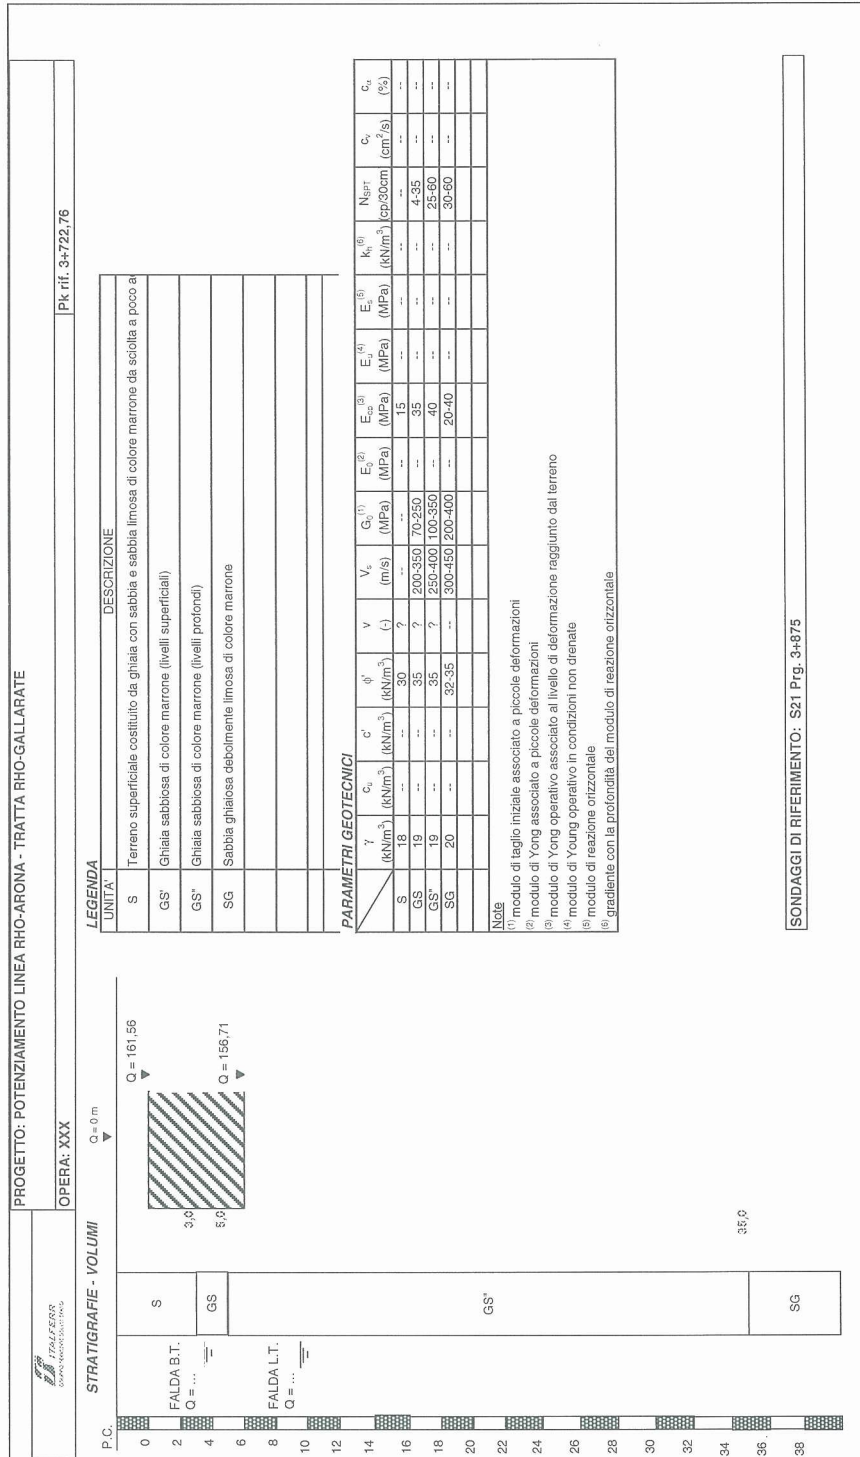 ITALFERR
PROGETTO: POTENZIAMENTO LINEA RHO-ARONA - TRATTA RHO-GALLARATE
OPERA: XXX
Pk rif. 3+722,76
STRATIGRAFIE - VOLUMI
P.C.
0
2
4
6
8
10
12
14
16
18
20
22
24
26
28
30
32
34
36
38
FALDA B.T.
Q = ...
FALDA L.T.
Q = ...
S
GS
GS"
SG
3,0
5,0
35,0
Q = 0 m
Q = 161,56
Q = 156,71
LEGENDA
UNITA' DESCRIZIONE
S Terreno superficiale costituito da ghiaia con sabbia e sabbia limosa di colore marrone da sciolta a poco
GS' Ghiaia sabbiosa di colore marrone (livelli superficiali)
GS" Ghiaia sabbiosa di colore marrone (livelli profondi)
SG Sabbia ghiaiosa debolmente limosa di colore marrone
PARAMETRI GEOTECNICI
γ cu c' φ' ν Vs G0(1) E0(2) Eop(3) Eu(4) Es(5) kh(6) NSPT cv cα
(kN/m³) (kN/m³) (kN/m³) (kN/m³) (-) (m/s) (MPa) (MPa) (MPa) (MPa) (MPa) (kN/m³) (cp/30cm) (cm²/s) (%)
S 18 -- -- 30 ? -- -- -- 15 -- -- -- -- -- --
GS 19 -- -- 35 ? 200-350 70-250 -- 35 -- -- -- 4-35 -- --
GS" 19 -- -- 35 ? 250-400 100-350 -- 40 -- -- -- 25-60 -- --
SG 20 -- -- 32-35 -- 300-450 200-400 -- 20-40 -- -- -- 30-60 -- --
Note
(1) modulo di taglio iniziale associato a piccole deformazioni
(2) modulo di Yong associato a piccole deformazioni
(3) modulo di Yong operativo associato al livello di deformazione raggiunto dal terreno
(4) modulo di Young operativo in condizioni non drenate
(5) modulo di reazione orizzontale
(6) gradiente con la profondità del modulo di reazione orizzontale
SONDAGGI DI RIFERIMENTO: S21 Prg. 3+875